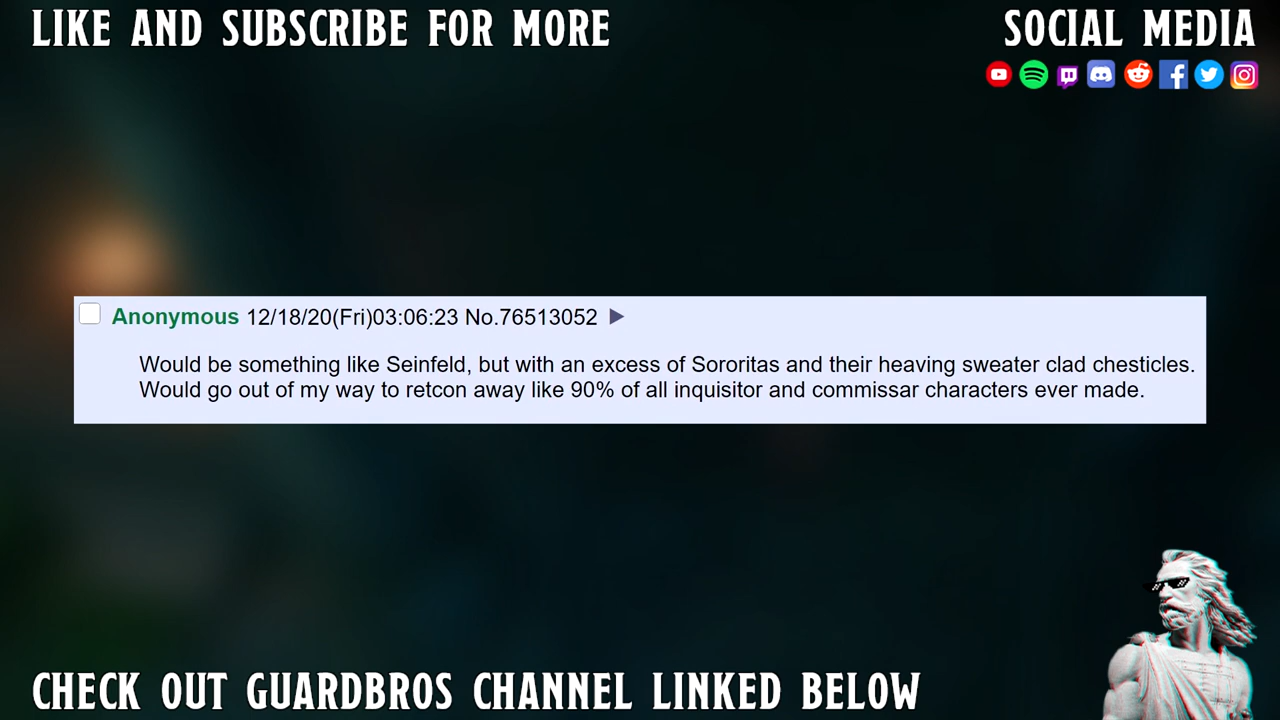 LIKE AND SUBSCRIBE FOR MORE
SOCIAL MEDIA
Anonymous 12/18/20(Fri)03:06:23 No.76513052
Would be something like Seinfeld, but with an excess of Sororitas and their heaving sweater clad chesticles.
Would go out of my way to retcon away like 90% of all inquisitor and commissar characters ever made.
CHECK OUT GUARDBROS CHANNEL LINKED BELOW